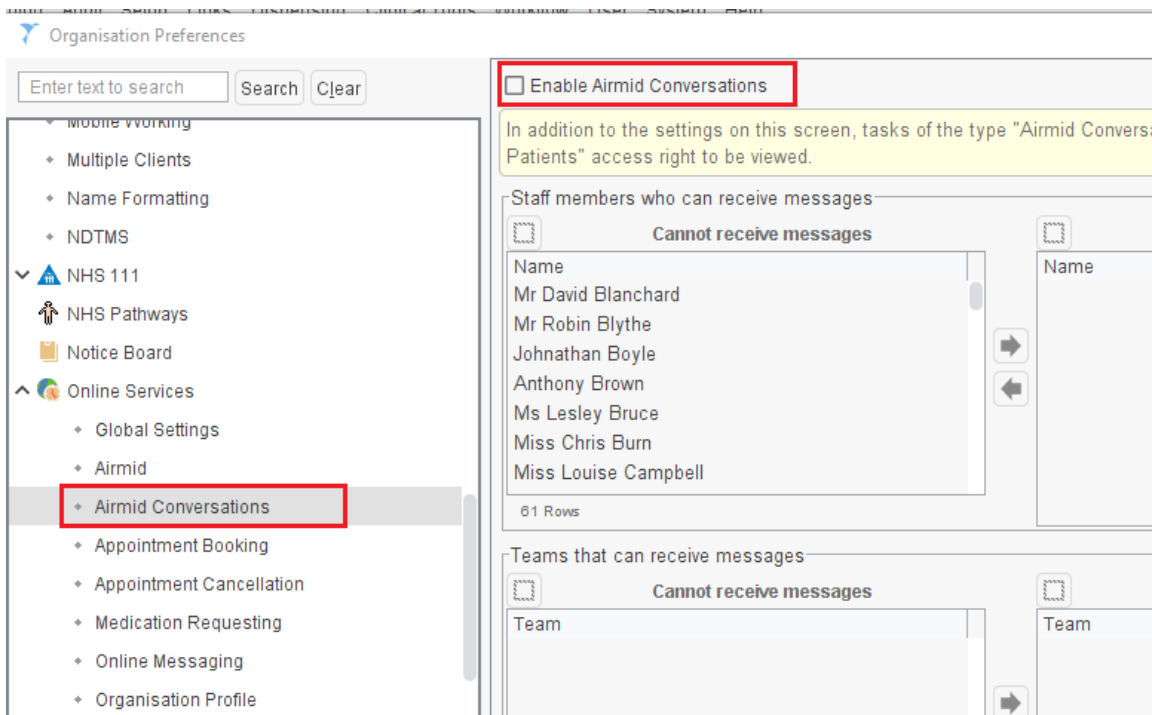 Organisation Preferences
Enter text to search
Search
Clear
Mobile Working
Multiple Clients
Name Formatting
NDTMS
NHS 111
NHS Pathways
Notice Board
Online Services
Global Settings
Airmid
Airmid Conversations
Appointment Booking
Appointment Cancellation
Medication Requesting
Online Messaging
Organisation Profile
Enable Airmid Conversations
In addition to the settings on this screen, tasks of the type "Airmid Conversa
Patients" access right to be viewed.
Staff members who can receive messages
Cannot receive messages
Name
Mr David Blanchard
Mr Robin Blythe
Johnathan Boyle
Anthony Brown
Ms Lesley Bruce
Miss Chris Burn
Miss Louise Campbell
61 Rows
Name
Teams that can receive messages
Cannot receive messages
Team
Team